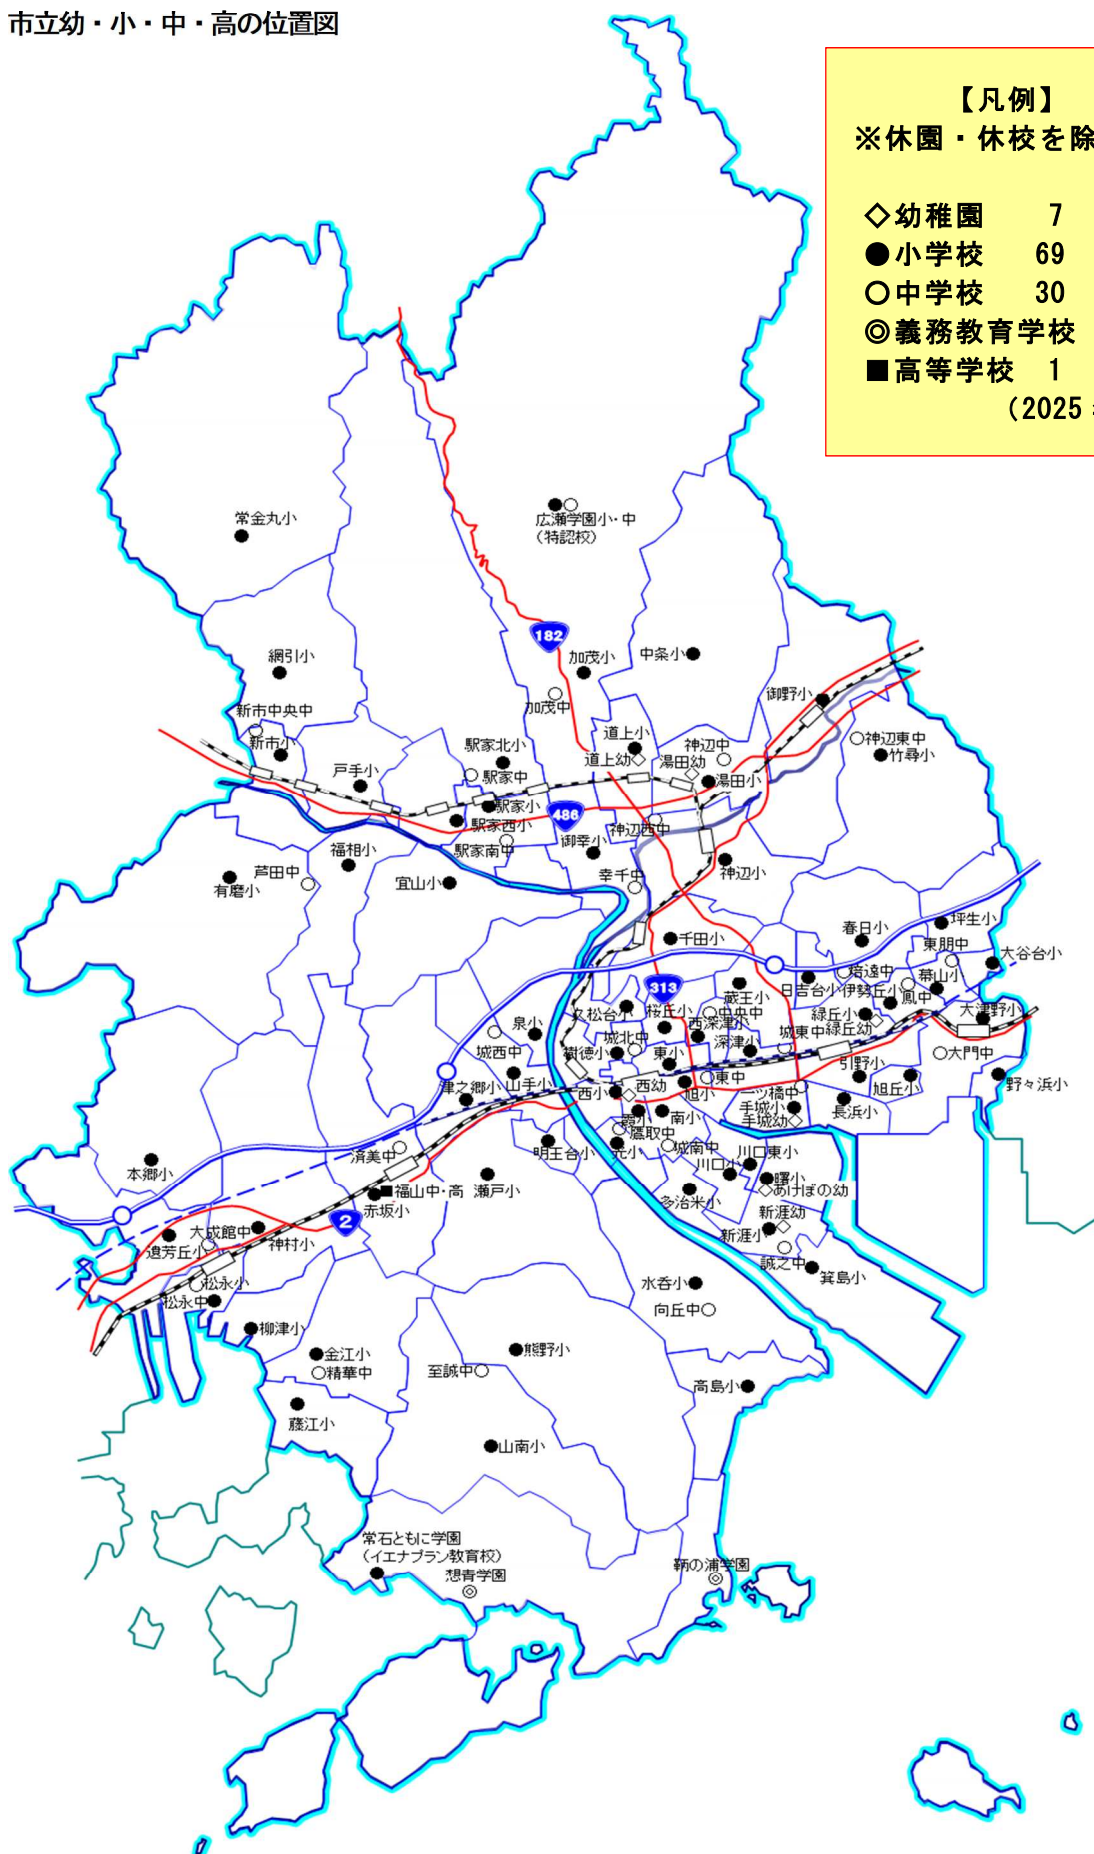 市立幼・小・中・高の位置図
【凡例】
※休園・休校を除
◇幼稚園 7
●小学校 69
○中学校 30
◎義務教育学校
■高等学校 1
（2025
常金丸小
広瀬学園小・中
（特認校）
182
網引小
加茂小
中条小
加茂中
御野小
新市中央中
新市小
駅家北小
道上小
神辺中
神辺東中
戸手小
駅家中
道上幼
湯田幼
竹尋小
湯田小
駅家小
486
駅家西小
神辺西中
福相小
駅家南中
御幸小
芦田中
有磨小
宜山小
幸千中
神辺小
千田小
春日小
坪生小
東朋中
大谷台小
313
蔵王小
日吉台小
培遠中
伊勢丘小
幕山小
鳳中
久松台小
桜丘小
中央中
西深津小
緑丘小
大津野小
泉小
城北中
深津小
城東中
緑丘幼
城西中
樹徳小
東小
引野小
大門中
津之郷小
山手小
西小
西幼
旭小
東中
一ツ橋中
旭丘小
野々浜小
霞小
南小
手城小
手城幼
長浜小
鷹取中
明王台小
光小
城南中
川口東小
済美中
本郷小
川口小
曙小
福山中・高
瀬戸小
あけぼの幼
赤坂小
多治米小
2
新涯幼
大成館中
新涯小
遺芳丘小
神村小
誠之中
箕島小
松永小
水呑小
松永中
向丘中
柳津小
金江小
熊野小
精華中
至誠中
高島小
藤江小
山南小
常石ともに学園
（イエナプラン教育校）
想青学園
鞆の浦学園